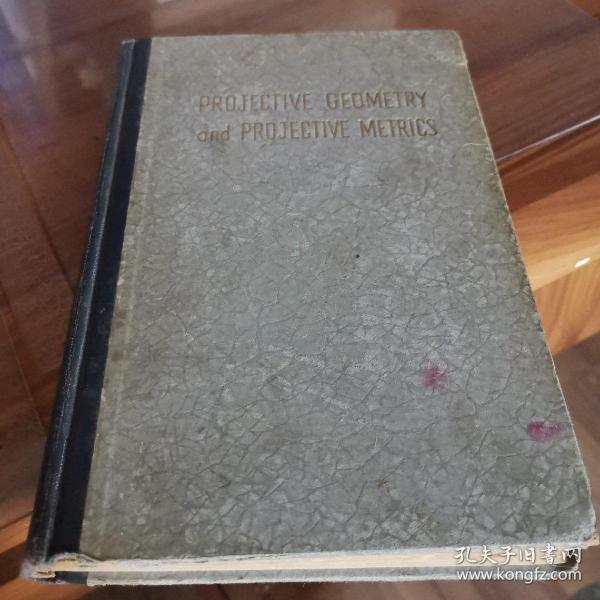 PROJECTIVE GEOMETRY
and PROJECTIVE METRICS
孔夫子旧书网
www.kongfz.com